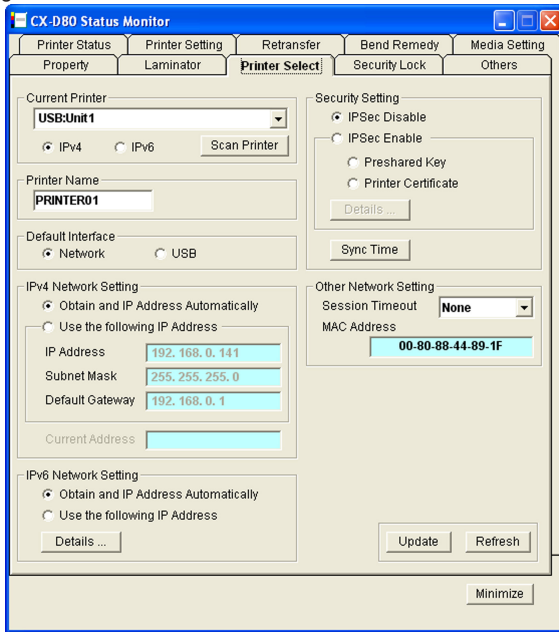 CX-D80 Status Monitor
Printer Status Printer Setting Retransfer Bend Remedy Media Setting
Property Laminator Printer Select Security Lock Others
Current Printer
USB:Unit1
IPv4 IPv6 Scan Printer
Printer Name
PRINTER01
Default Interface
Network USB
IPv4 Network Setting
Obtain and IP Address Automatically
Use the following IP Address
IP Address 192. 168. 0. 141
Subnet Mask 255. 255. 255. 0
Default Gateway 192. 168. 0. 1
Current Address
IPv6 Network Setting
Obtain and IP Address Automatically
Use the following IP Address
Details ...
Security Setting
IPSec Disable
IPSec Enable
Preshared Key
Printer Certificate
Details ...
Sync Time
Other Network Setting
Session Timeout None
MAC Address
00-80-88-44-89-1F
Update Refresh
Minimize